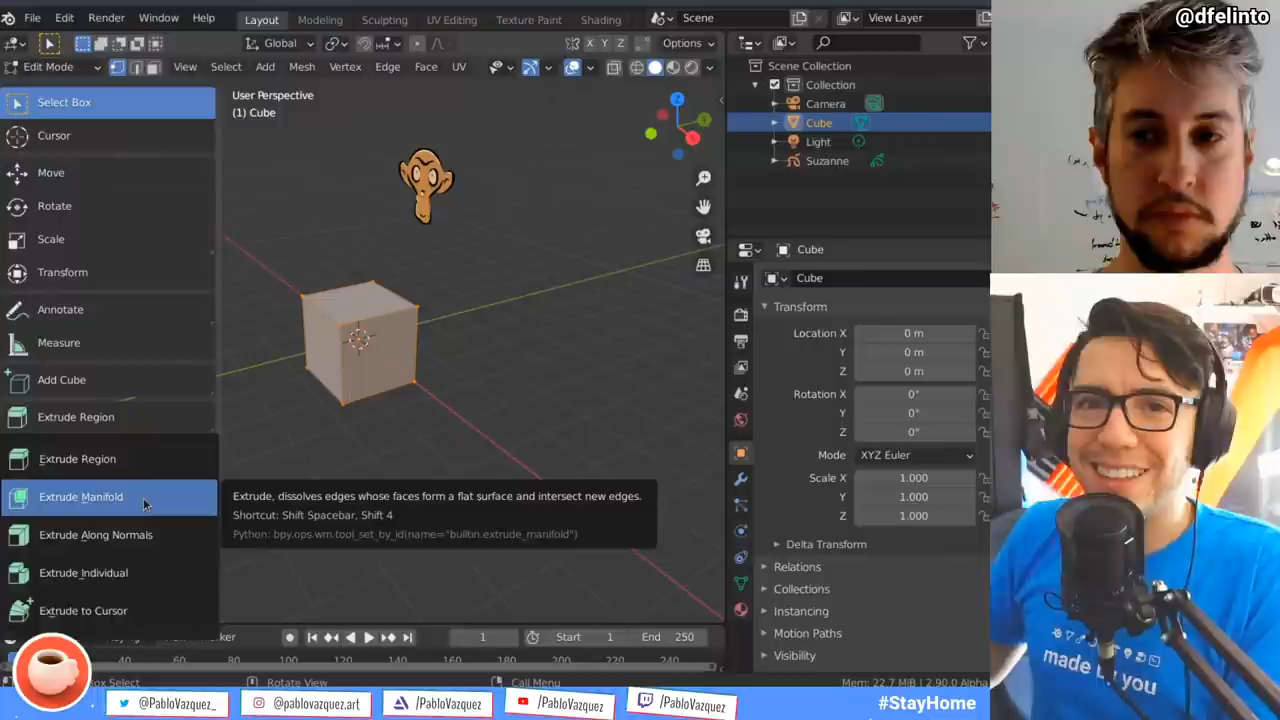 File Edit Render Window Help Layout Modeling Sculpting UV Editing Texture Paint Shading Scene View Layer
Global X Y Z Options
Edit Mode View Select Add Mesh Vertex Edge Face UV
Select Box
Cursor
Move
Rotate
Scale
Transform
Annotate
Measure
Add Cube
Extrude Region
Extrude Region
Extrude Manifold
Extrude Along Normals
Extrude Individual
Extrude to Cursor
User Perspective
(1) Cube
Z
Y
X
Extrude, dissolves edges whose faces form a flat surface and intersect new edges.
Shortcut: Shift Spacebar, Shift 4
Python: bpy.ops.wm.tool_set_by_id(name="builtin.extrude_manifold")
Scene Collection
Collection
Camera
Cube
Light
Suzanne
Cube
Cube
Transform
Location X 0 m
Y 0 m
Z 0 m
Rotation X 0°
Y 0°
Z 0°
Mode XYZ Euler
Scale X 1.000
Y 1.000
Z 1.000
Delta Transform
Relations
Collections
Instancing
Motion Paths
Visibility
1 Start 1 End 250
40 60 80 100 120 140 160 180 200 220 240
Box Select Rotate View Call Menu Mem: 22.7 MiB | 2.90.0 Alpha
@PabloVazquez_ @pablovazquez.art /PabloVazquez /PabloVazquez /PabloVazquez #StayHome
@dfelinto
made by you